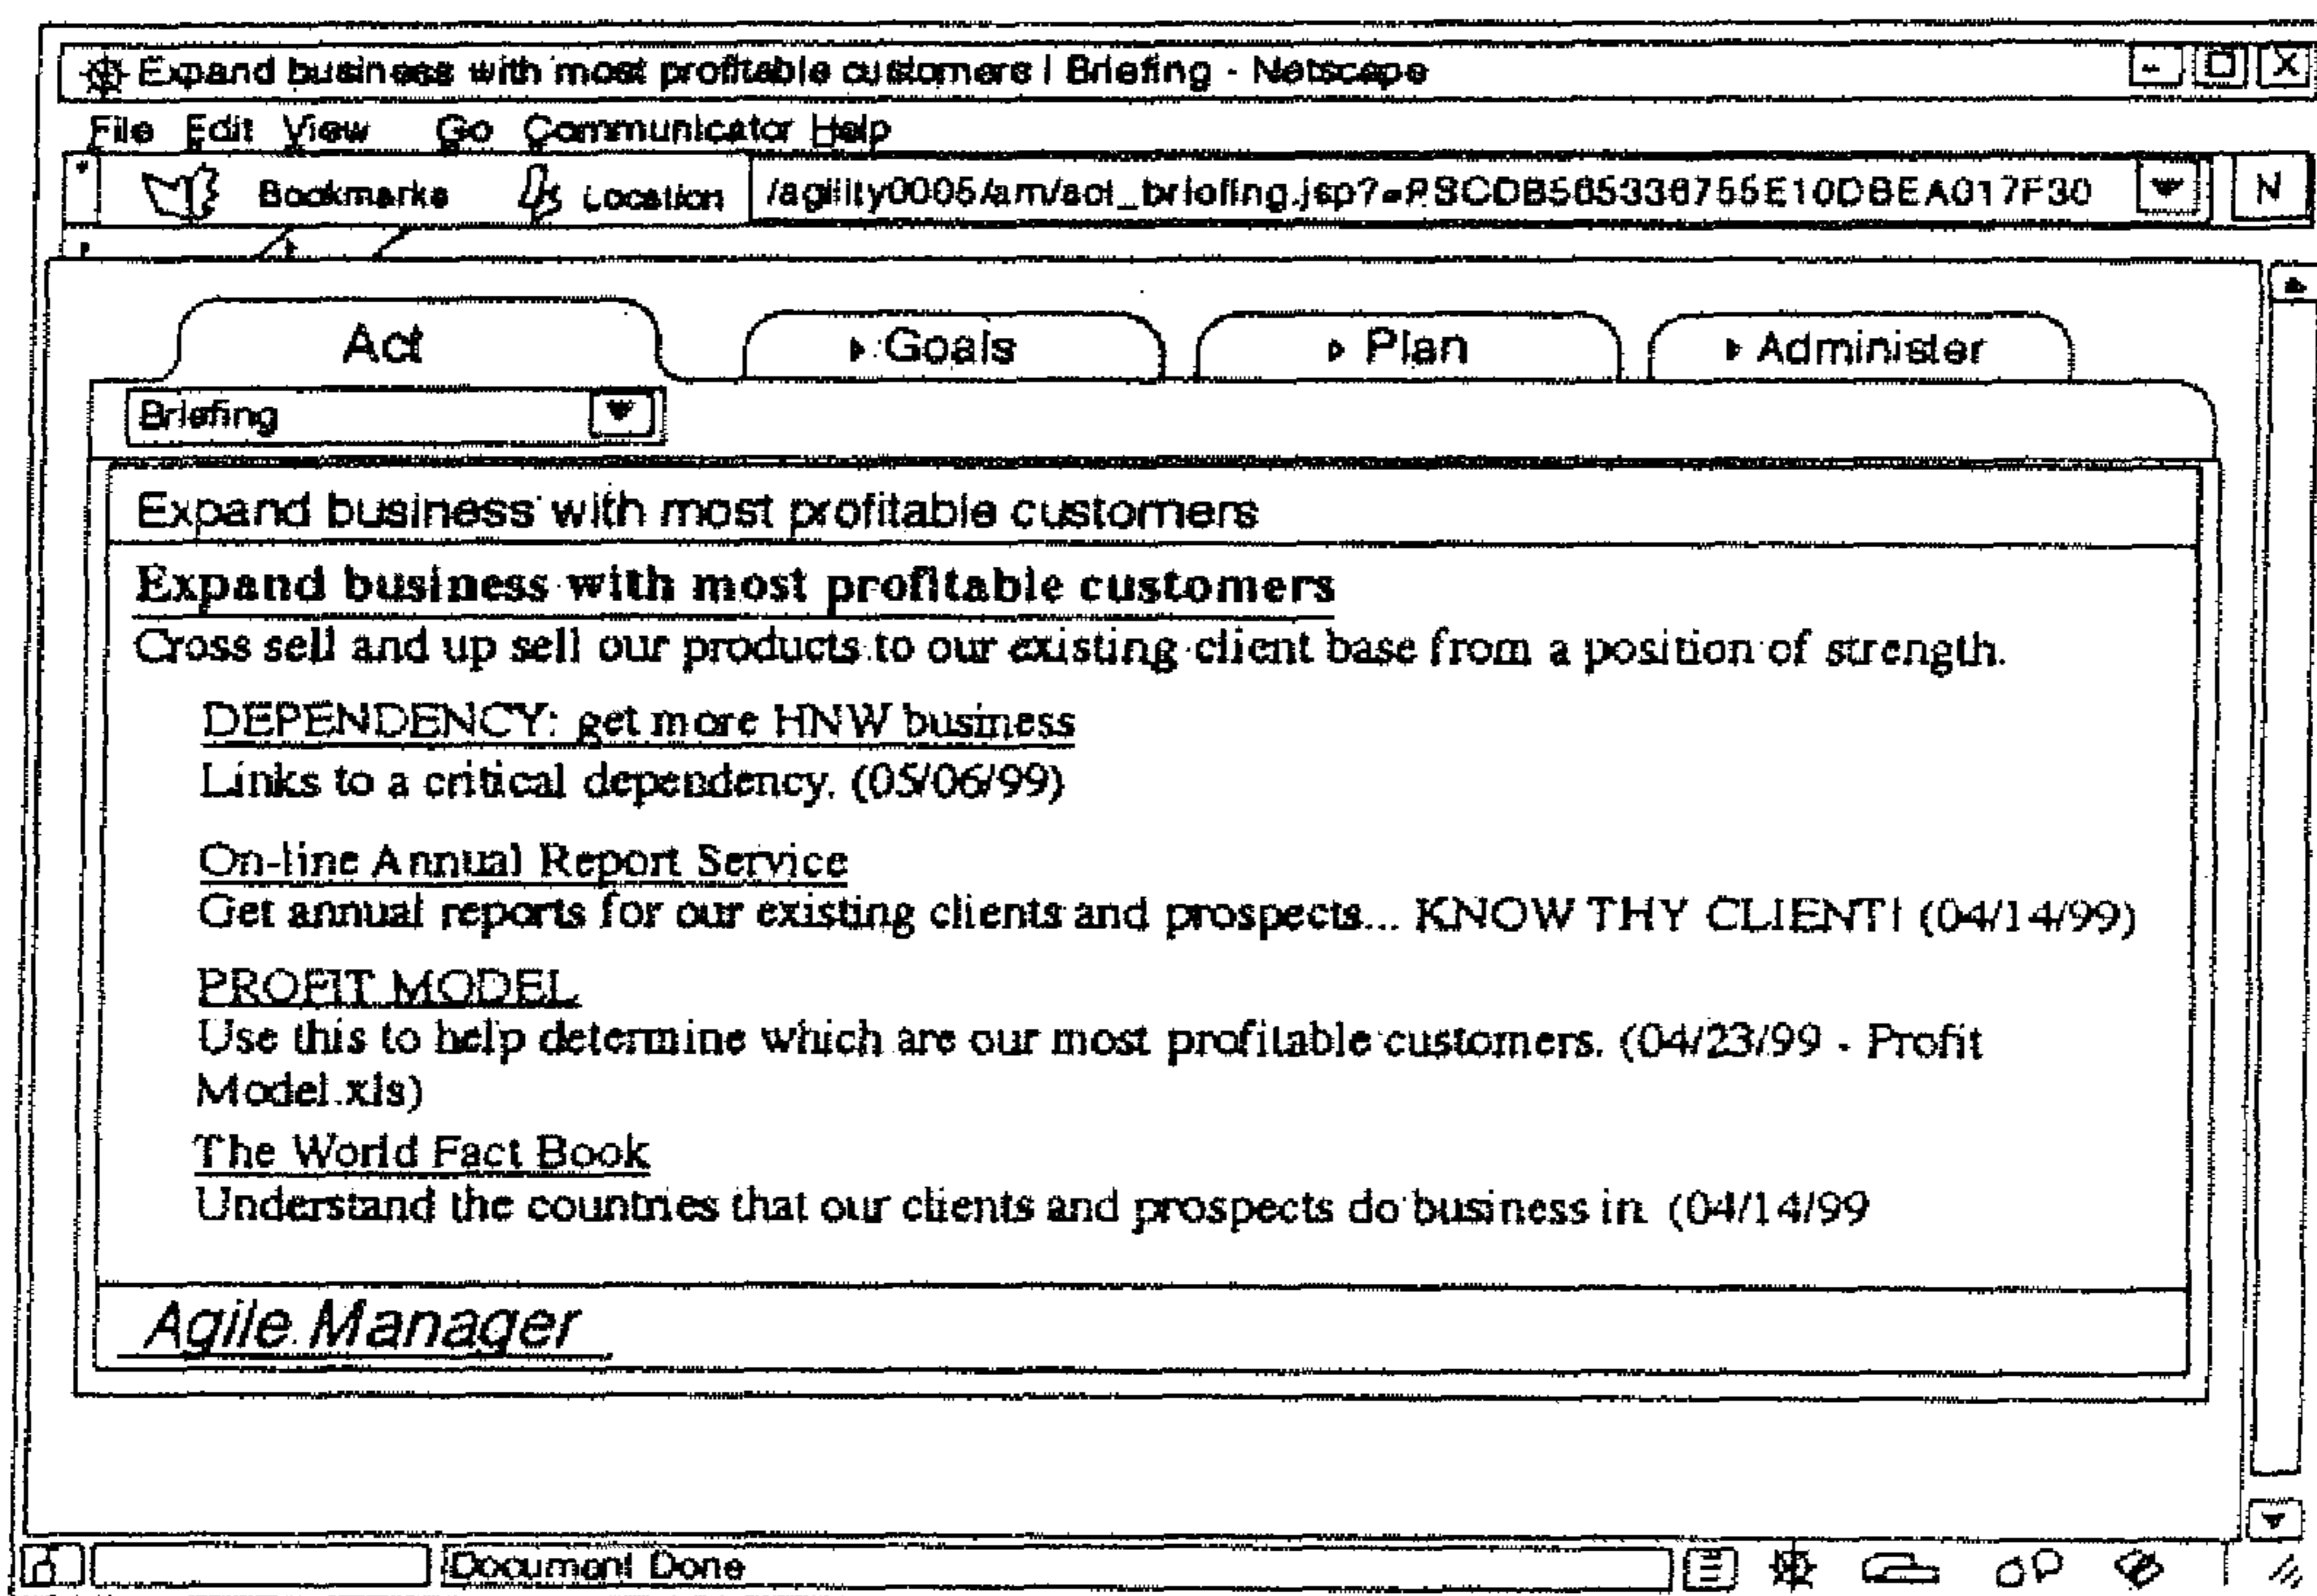 Expand business with most profitable customers | Briefing - Netscape
File Edit View Go Communicator Help
Bookmarks Location /agility0005/am/act_briefing.jsp?=PSCDB565336755E10DBEA017F30 N
Act Goals Plan Administer
Briefing
Expand business with most profitable customers
Expand business with most profitable customers
Cross sell and up sell our products to our existing client base from a position of strength.
DEPENDENCY: get more HNW business
Links to a critical dependency. (05/06/99)
On-line Annual Report Service
Get annual reports for our existing clients and prospects... KNOW THY CLIENT! (04/14/99)
PROFIT MODEL
Use this to help determine which are our most profitable customers. (04/23/99 - Profit
Model.xls)
The World Fact Book
Understand the countries that our clients and prospects do business in. (04/14/99
Agile Manager
Document Done